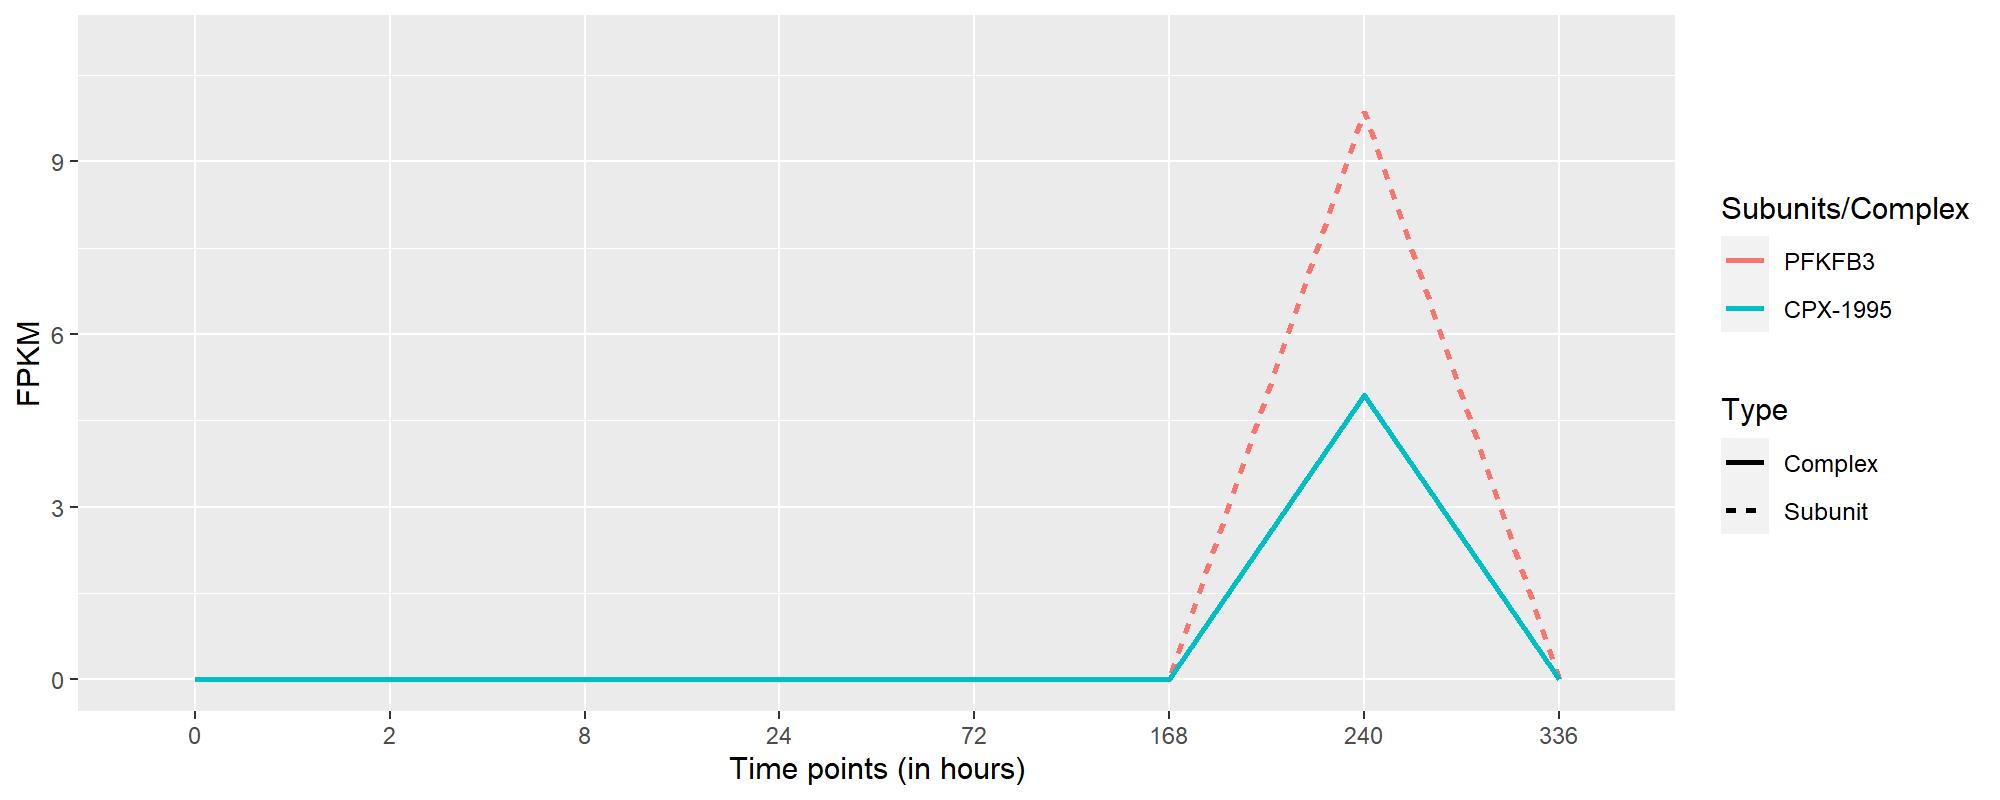 FPKM
9
6
3
0
0 2 8 24 72 168 240 336
Time points (in hours)
Subunits/Complex
PFKFB3
CPX-1995
Type
Complex
Subunit